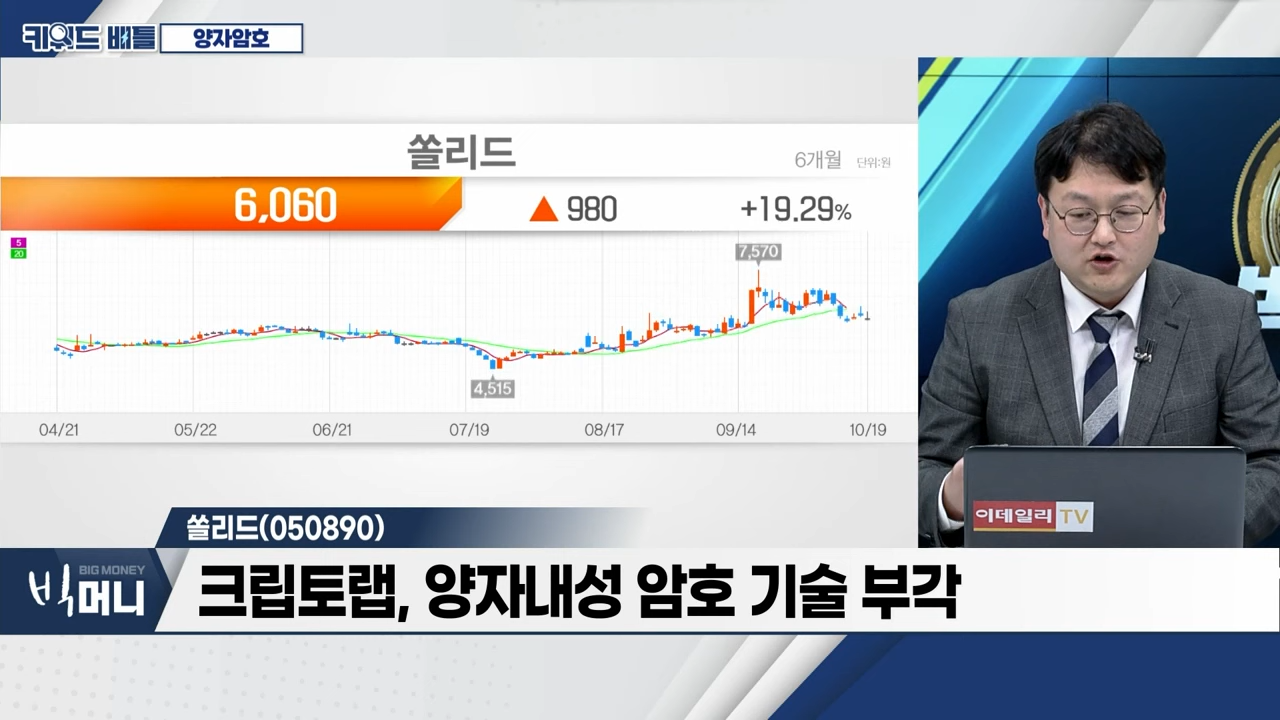 키워드 배틀 양자암호
쏠리드
6개월 단위:원
6,060 ▲ 980 +19.29%
5
20
7,570
4,515
04/21 05/22 06/21 07/19 08/17 09/14 10/19
이데일리 TV
쏠리드(050890)
BIG MONEY
빅머니
크립토랩, 양자내성 암호 기술 부각